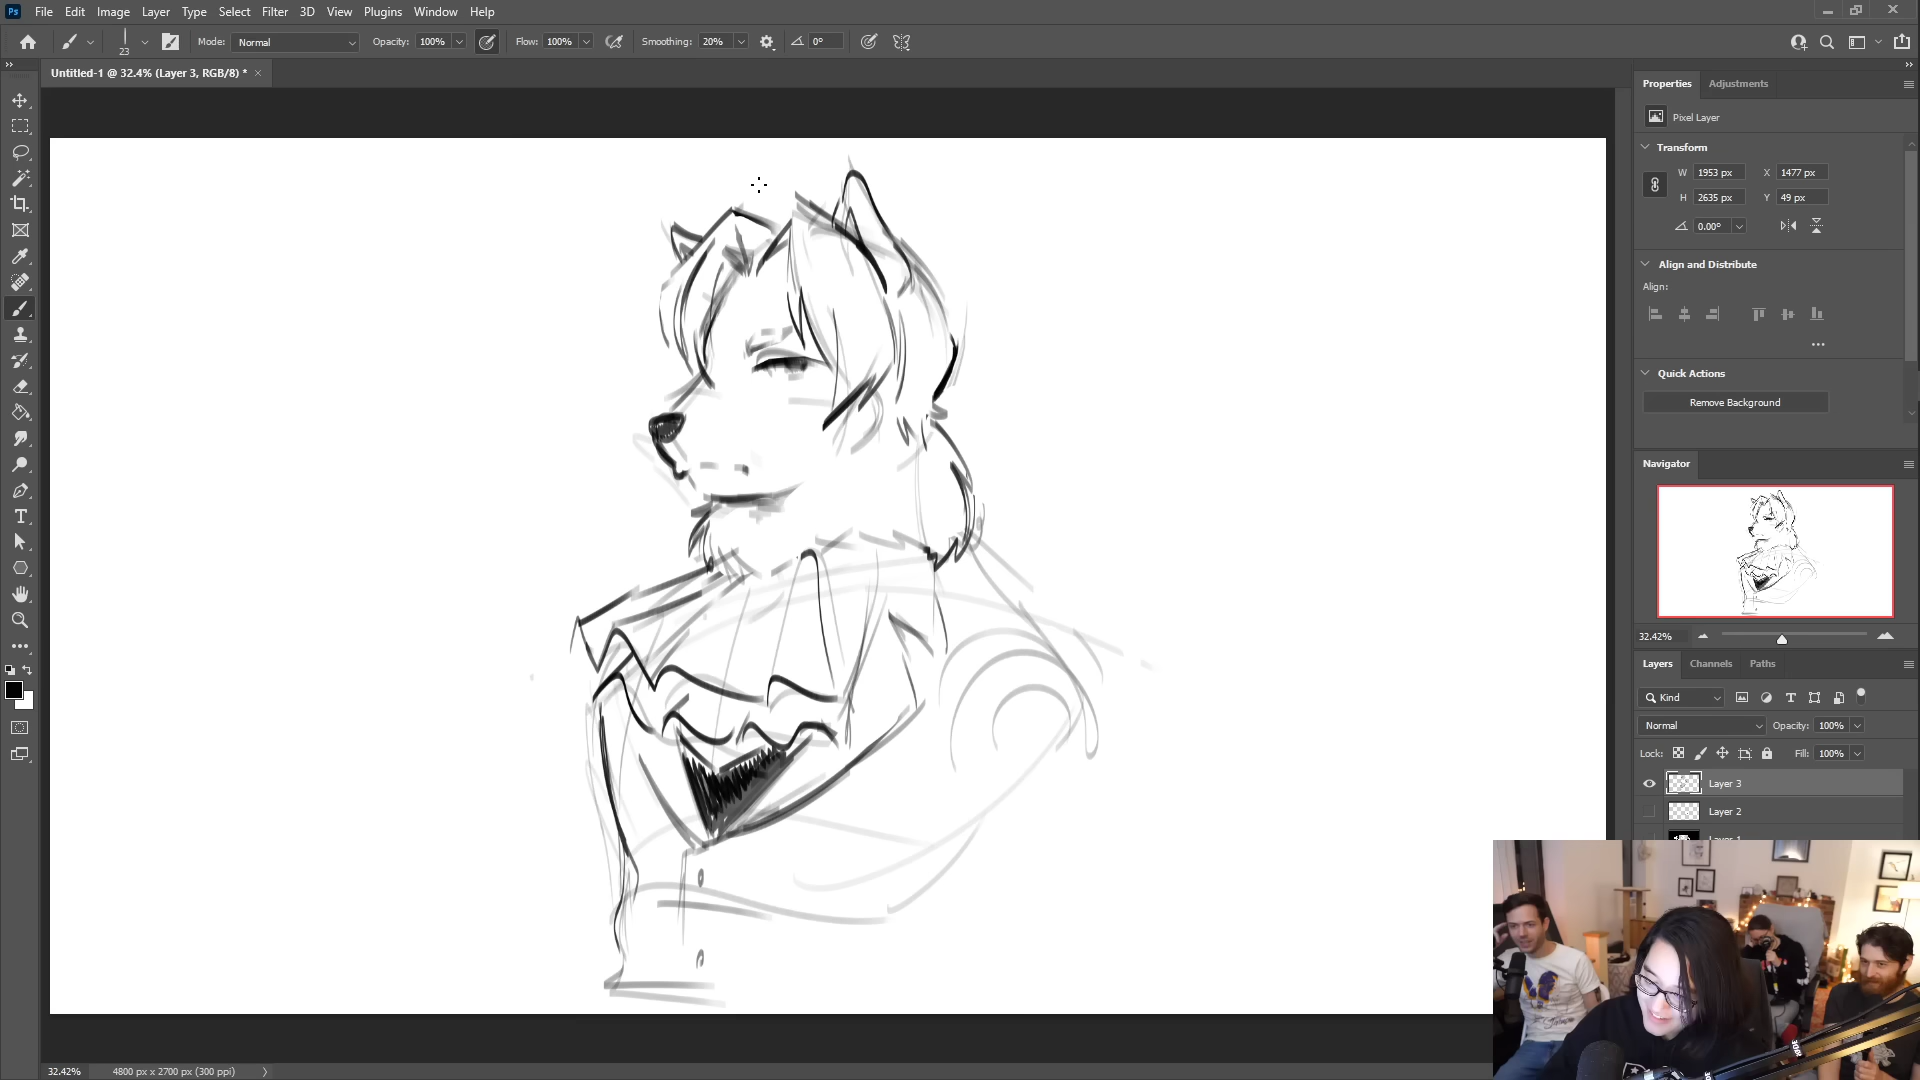 Ps File Edit Image Layer Type Select Filter 3D View Plugins Window Help
23 Mode: Normal Opacity: 100% Flow: 100% Smoothing: 20% 0°
Untitled-1 @ 32.4% (Layer 3, RGB/8) * ×
Properties Adjustments
Pixel Layer
Transform
W 1953 px X 1477 px
H 2635 px Y 49 px
0.00°
Align and Distribute
Align:
Quick Actions
Remove Background
Navigator
32.42%
Layers Channels Paths
Kind
Normal Opacity: 100%
Lock: Fill: 100%
Layer 3
Layer 2
Layer 1
32.42% 4800 px x 2700 px (300 ppi)